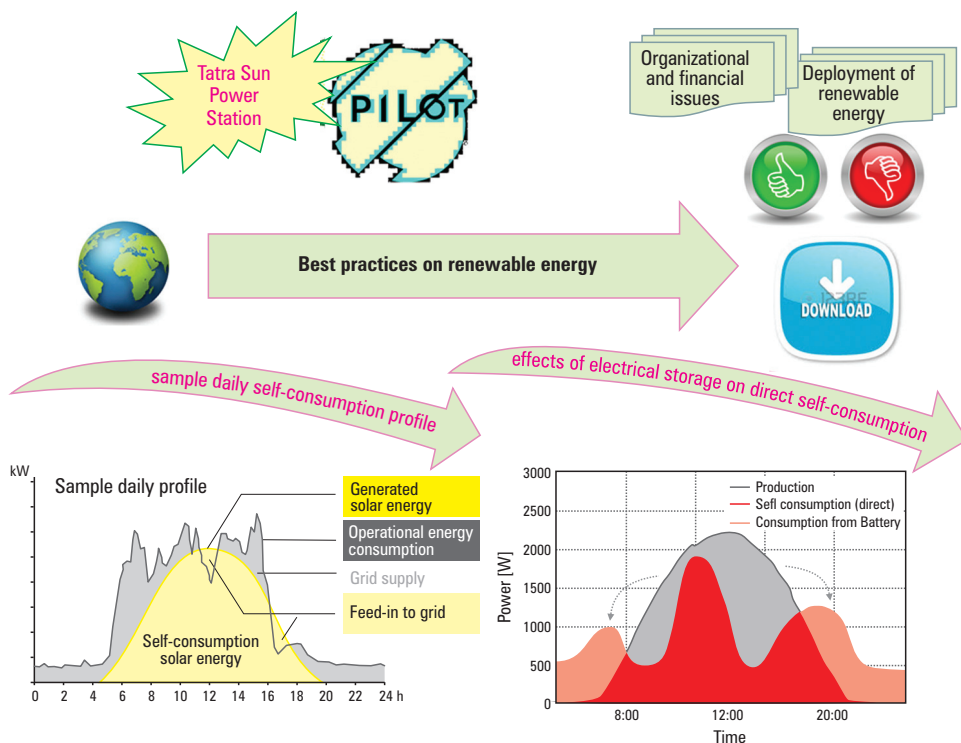 Tatra Sun
Power
Station
PILOT
Organizational
and financial
issues
Deployment of
renewable
energy
Best practices on renewable energy
DOWNLOAD
sample daily self-consumption profile
effects of electrical storage on direct self-consumption
kW
Sample daily profile
Generated
solar energy
Operational energy
consumption
Grid supply
Feed-in to grid
Self-consumption
solar energy
0 2 4 6 8 10 12 14 16 18 20 22 24 h
3000
2500
2000
1500
1000
500
0
Power [W]
Production
Sefl consumption (direct)
Consumption from Battery
8:00 12:00 20:00
Time